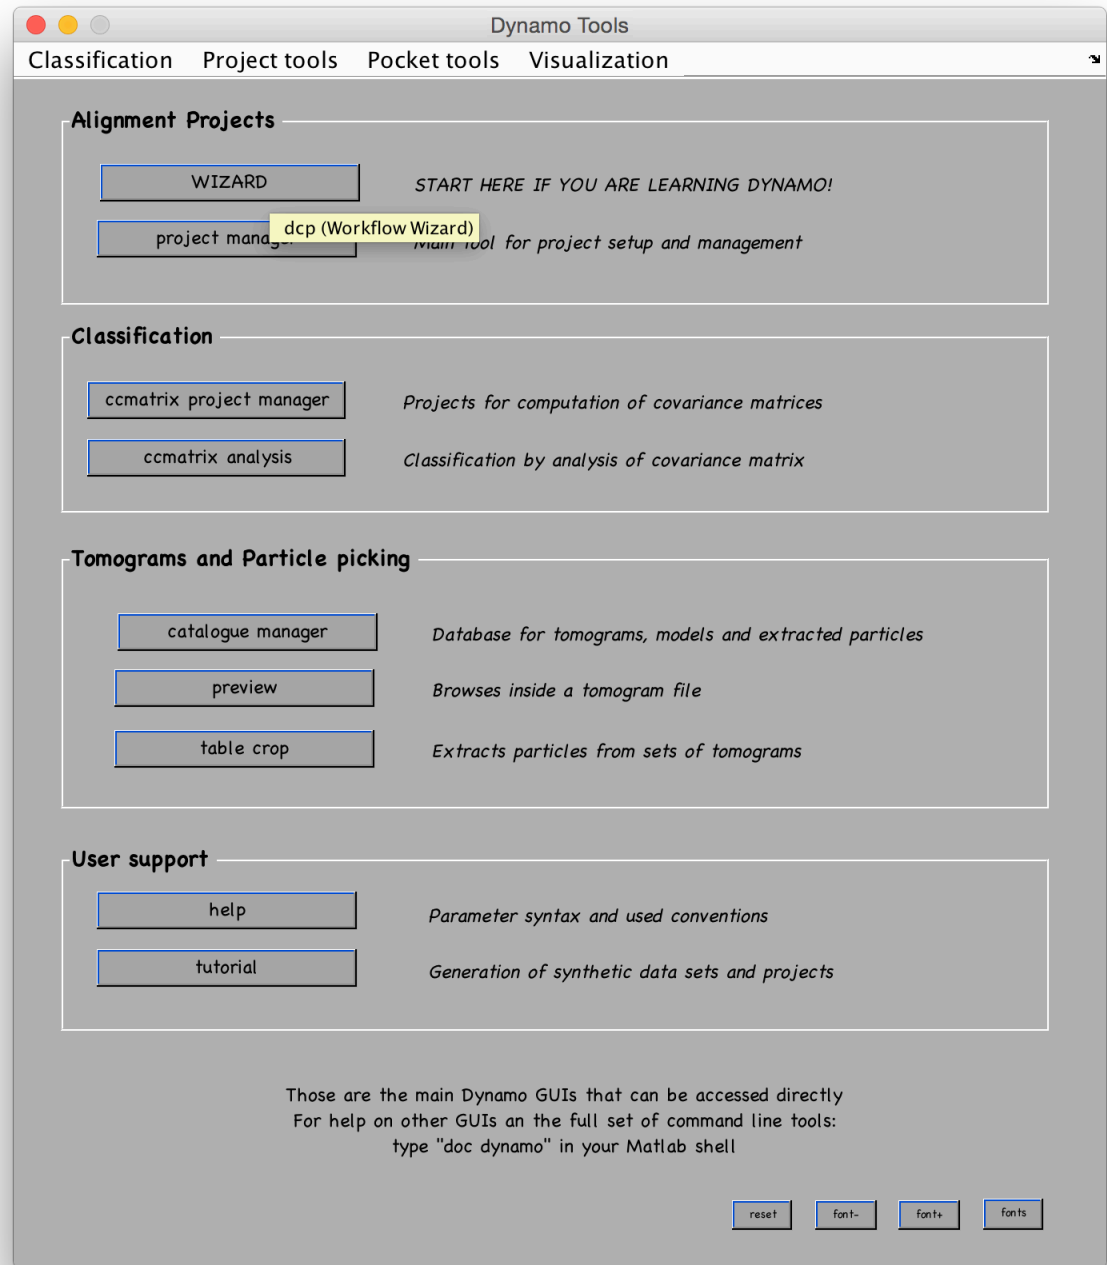 Dynamo Tools
Classification Project tools Pocket tools Visualization
Alignment Projects
WIZARD START HERE IF YOU ARE LEARNING DYNAMO!
dcp (Workflow Wizard)
project manager Main tool for project setup and management
Classification
ccmatrix project manager Projects for computation of covariance matrices
ccmatrix analysis Classification by analysis of covariance matrix
Tomograms and Particle picking
catalogue manager Database for tomograms, models and extracted particles
preview Browses inside a tomogram file
table crop Extracts particles from sets of tomograms
User support
help Parameter syntax and used conventions
tutorial Generation of synthetic data sets and projects
Those are the main Dynamo GUIs that can be accessed directly
For help on other GUIs an the full set of command line tools:
type "doc dynamo" in your Matlab shell
reset font- font+ fonts